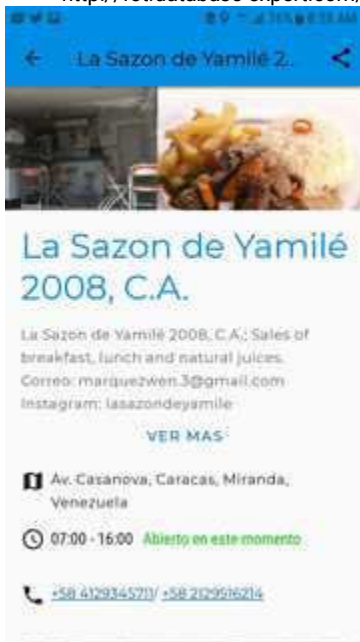 La Sazon de Yamilé 2..
La Sazon de Yamilé
2008, C.A.
La Sazon de Yamilé 2008, C.A.; Sales of
breakfast, lunch and natural juices.
Correo: marquezwen.3@gmail.com
Instagram: lasazondeyamile
VER MAS
Av. Casanova, Caracas, Miranda,
Venezuela
07:00 - 16:00 Abierto en este momento
+58 4129345711/ +58 2129516214